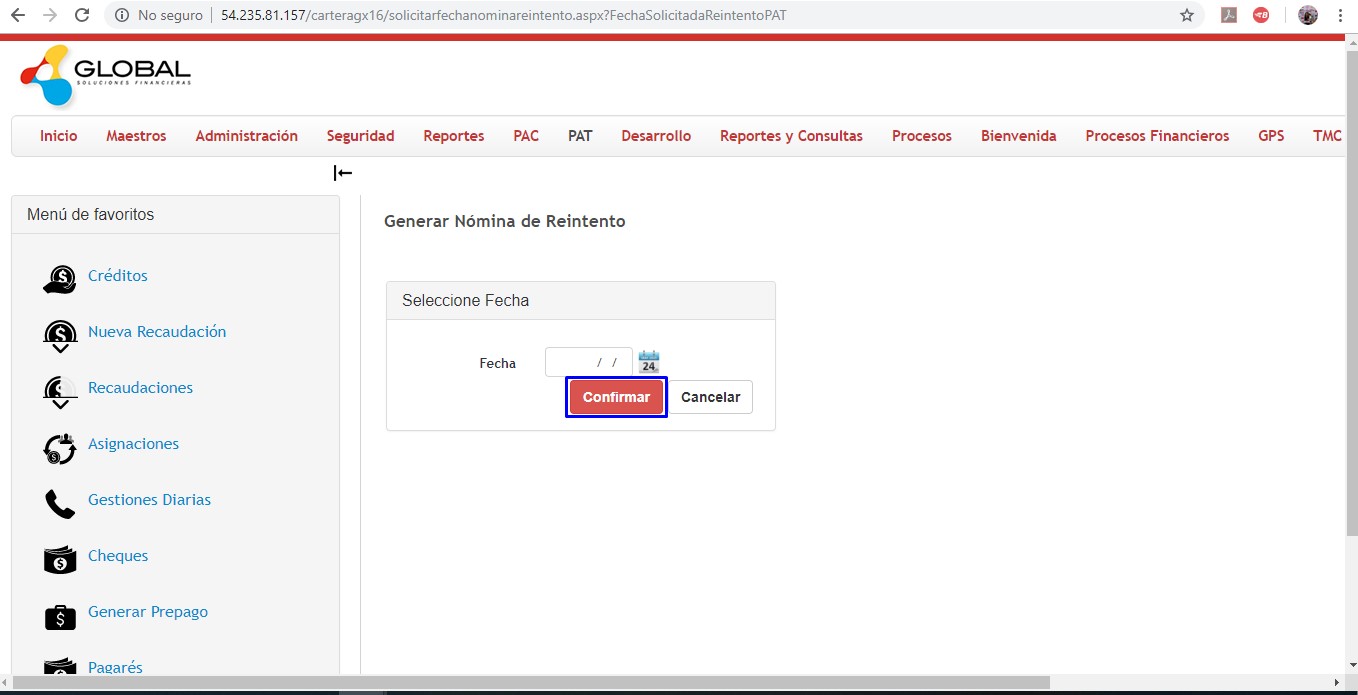 No seguro
54.235.81.157/carteragx16/solicitarfechanominareintento.aspx?FechaSolicitadaReintentoPAT
GLOBAL
SOLUCIONES FINANCIERAS
Inicio Maestros Administración Seguridad Reportes PAC PAT Desarrollo Reportes y Consultas Procesos Bienvenida Procesos Financieros GPS TMC
Menú de favoritos
Créditos
Nueva Recaudación
Recaudaciones
Asignaciones
Gestiones Diarias
Cheques
Generar Prepago
Pagarés
Generar Nómina de Reintento
Seleccione Fecha
Fecha / / 24
Confirmar Cancelar